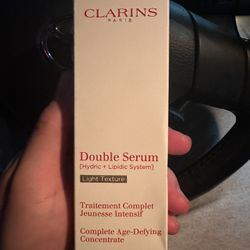 CLARINS
PARIS
Double Serum
[Hydric + Lipidic System]
Light Texture
Traitement Complet
Jeunesse Intensif
Complete Age-Defying
Concentrate